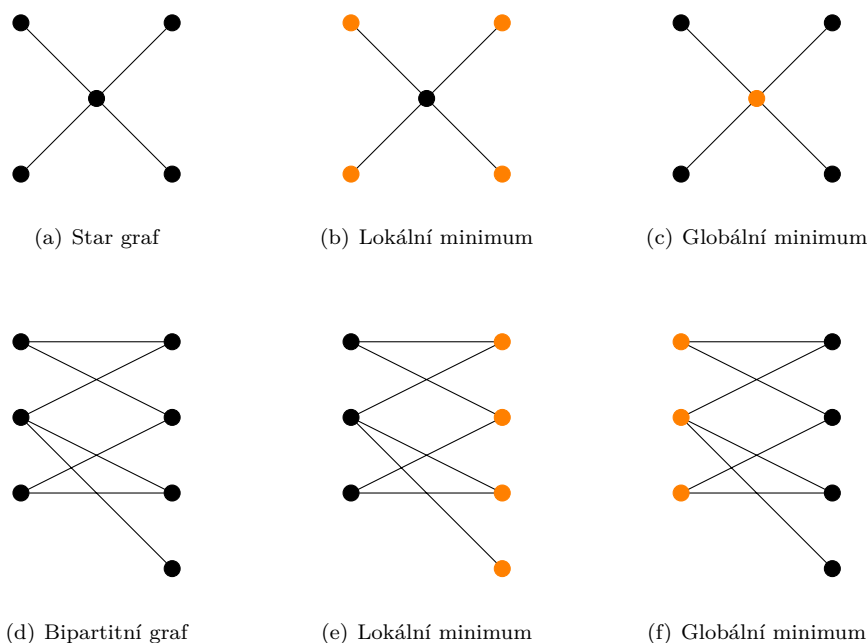 (a) Star graf
(b) Lokální minimum
(c) Globální minimum
(d) Bipartitní graf
(e) Lokální minimum
(f) Globální minimum